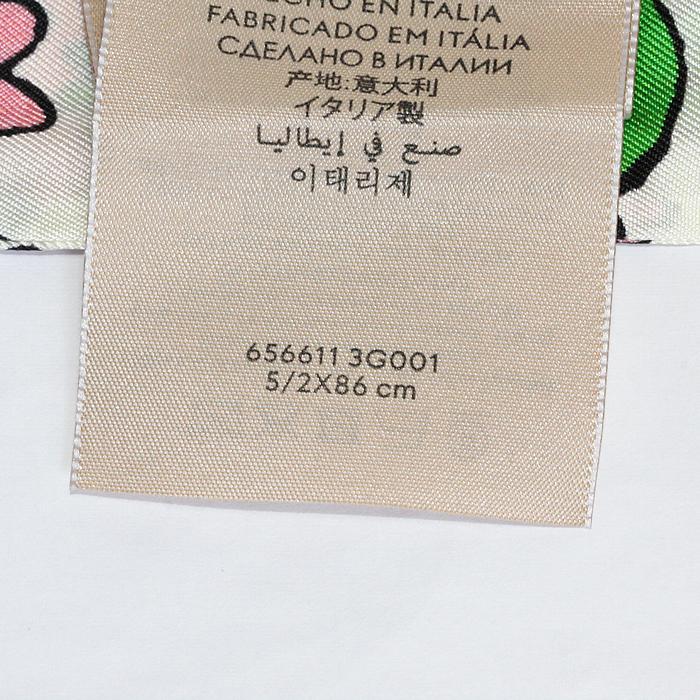 HECHO EN ITALIA
FABRICADO EM ITÁLIA
СДЕЛАНО В ИТАЛИИ
产地:意大利
イタリア製
صنع في إيطاليا
이태리제
656611 3G001
5/2X86 cm